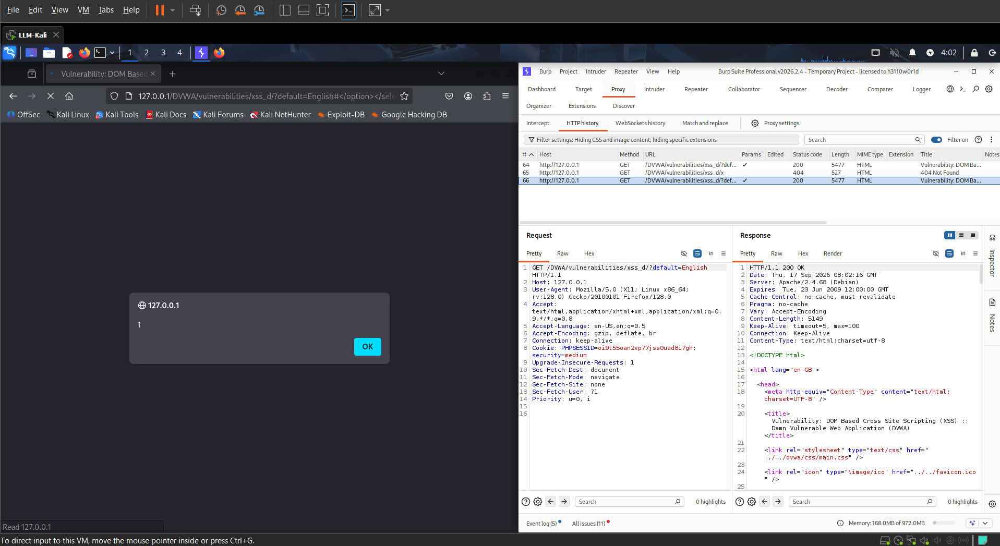 File Edit View VM Tabs Help
LLM-Kali
1 2 3 4
4:02
Vulnerability: DOM Based
127.0.0.1/DVWA/vulnerabilities/xss_d/?default=English#</option></sele
OffSec Kali Linux Kali Tools Kali Docs Kali Forums Kali NetHunter Exploit-DB Google Hacking DB
127.0.0.1
1
OK
Read 127.0.0.1
Burp Project Intruder Repeater View Help
Burp Suite Professional v2026.2.4 - Temporary Project - licensed to h3110w0r1d
Dashboard Target Proxy Intruder Repeater Collaborator Sequencer Decoder Comparer Logger
Organizer Extensions Discover
Intercept HTTP history WebSockets history Match and replace Proxy settings
Filter settings: Hiding CSS and image content; hiding specific extensions
Search
Filter on
# Host Method URL Params Edited Status code Length MIME type Extension Title Notes
64 http://127.0.0.1 GET /DVWA/vulnerabilities/xss_d/?def... ✓ 200 5477 HTML Vulnerability: DOM Ba...
65 http://127.0.0.1 GET /DVWA/vulnerabilities/xss_d/x 404 527 HTML 404 Not Found
66 http://127.0.0.1 GET /DVWA/vulnerabilities/xss_d/?def... ✓ 200 5477 HTML Vulnerability: DOM Ba...
Request
Pretty Raw Hex
\n
1 GET /DVWA/vulnerabilities/xss_d/?default=English
HTTP/1.1
2 Host: 127.0.0.1
3 User-Agent: Mozilla/5.0 (X11; Linux x86_64;
rv:128.0) Gecko/20100101 Firefox/128.0
4 Accept:
text/html,application/xhtml+xml,application/xml;q=0.
9,*/*;q=0.8
5 Accept-Language: en-US,en;q=0.5
6 Accept-Encoding: gzip, deflate, br
7 Connection: keep-alive
8 Cookie: PHPSESSID=oi9t55oan2vp77jss0uad8i7gh;
security=medium
9 Upgrade-Insecure-Requests: 1
10 Sec-Fetch-Dest: document
11 Sec-Fetch-Mode: navigate
12 Sec-Fetch-Site: none
13 Sec-Fetch-User: ?1
14 Priority: u=0, i
15
16
Search
0 highlights
Response
Pretty Raw Hex Render
\n
1 HTTP/1.1 200 OK
2 Date: Thu, 17 Sep 2026 08:02:16 GMT
3 Server: Apache/2.4.68 (Debian)
4 Expires: Tue, 23 Jun 2009 12:00:00 GMT
5 Cache-Control: no-cache, must-revalidate
6 Pragma: no-cache
7 Vary: Accept-Encoding
8 Content-Length: 5149
9 Keep-Alive: timeout=5, max=100
10 Connection: Keep-Alive
11 Content-Type: text/html;charset=utf-8
12
13 <!DOCTYPE html>
14
15 <html lang="en-GB">
16
17 <head>
18 <meta http-equiv="Content-Type" content="text/html;
charset=UTF-8" />
19
20 <title>
Vulnerability: DOM Based Cross Site Scripting (XSS) ::
Damn Vulnerable Web Application (DVWA)
</title>
21
22 <link rel="stylesheet" type="text/css" href="
../../dvwa/css/main.css" />
23
24 <link rel="icon" type="\image/ico" href="../../favicon.ico
" />
25
Search
0 highlights
Inspector
Notes
Event log (5) All issues (11)
Memory: 168.0MB of 972.0MB
To direct input to this VM, move the mouse pointer inside or press Ctrl+G.